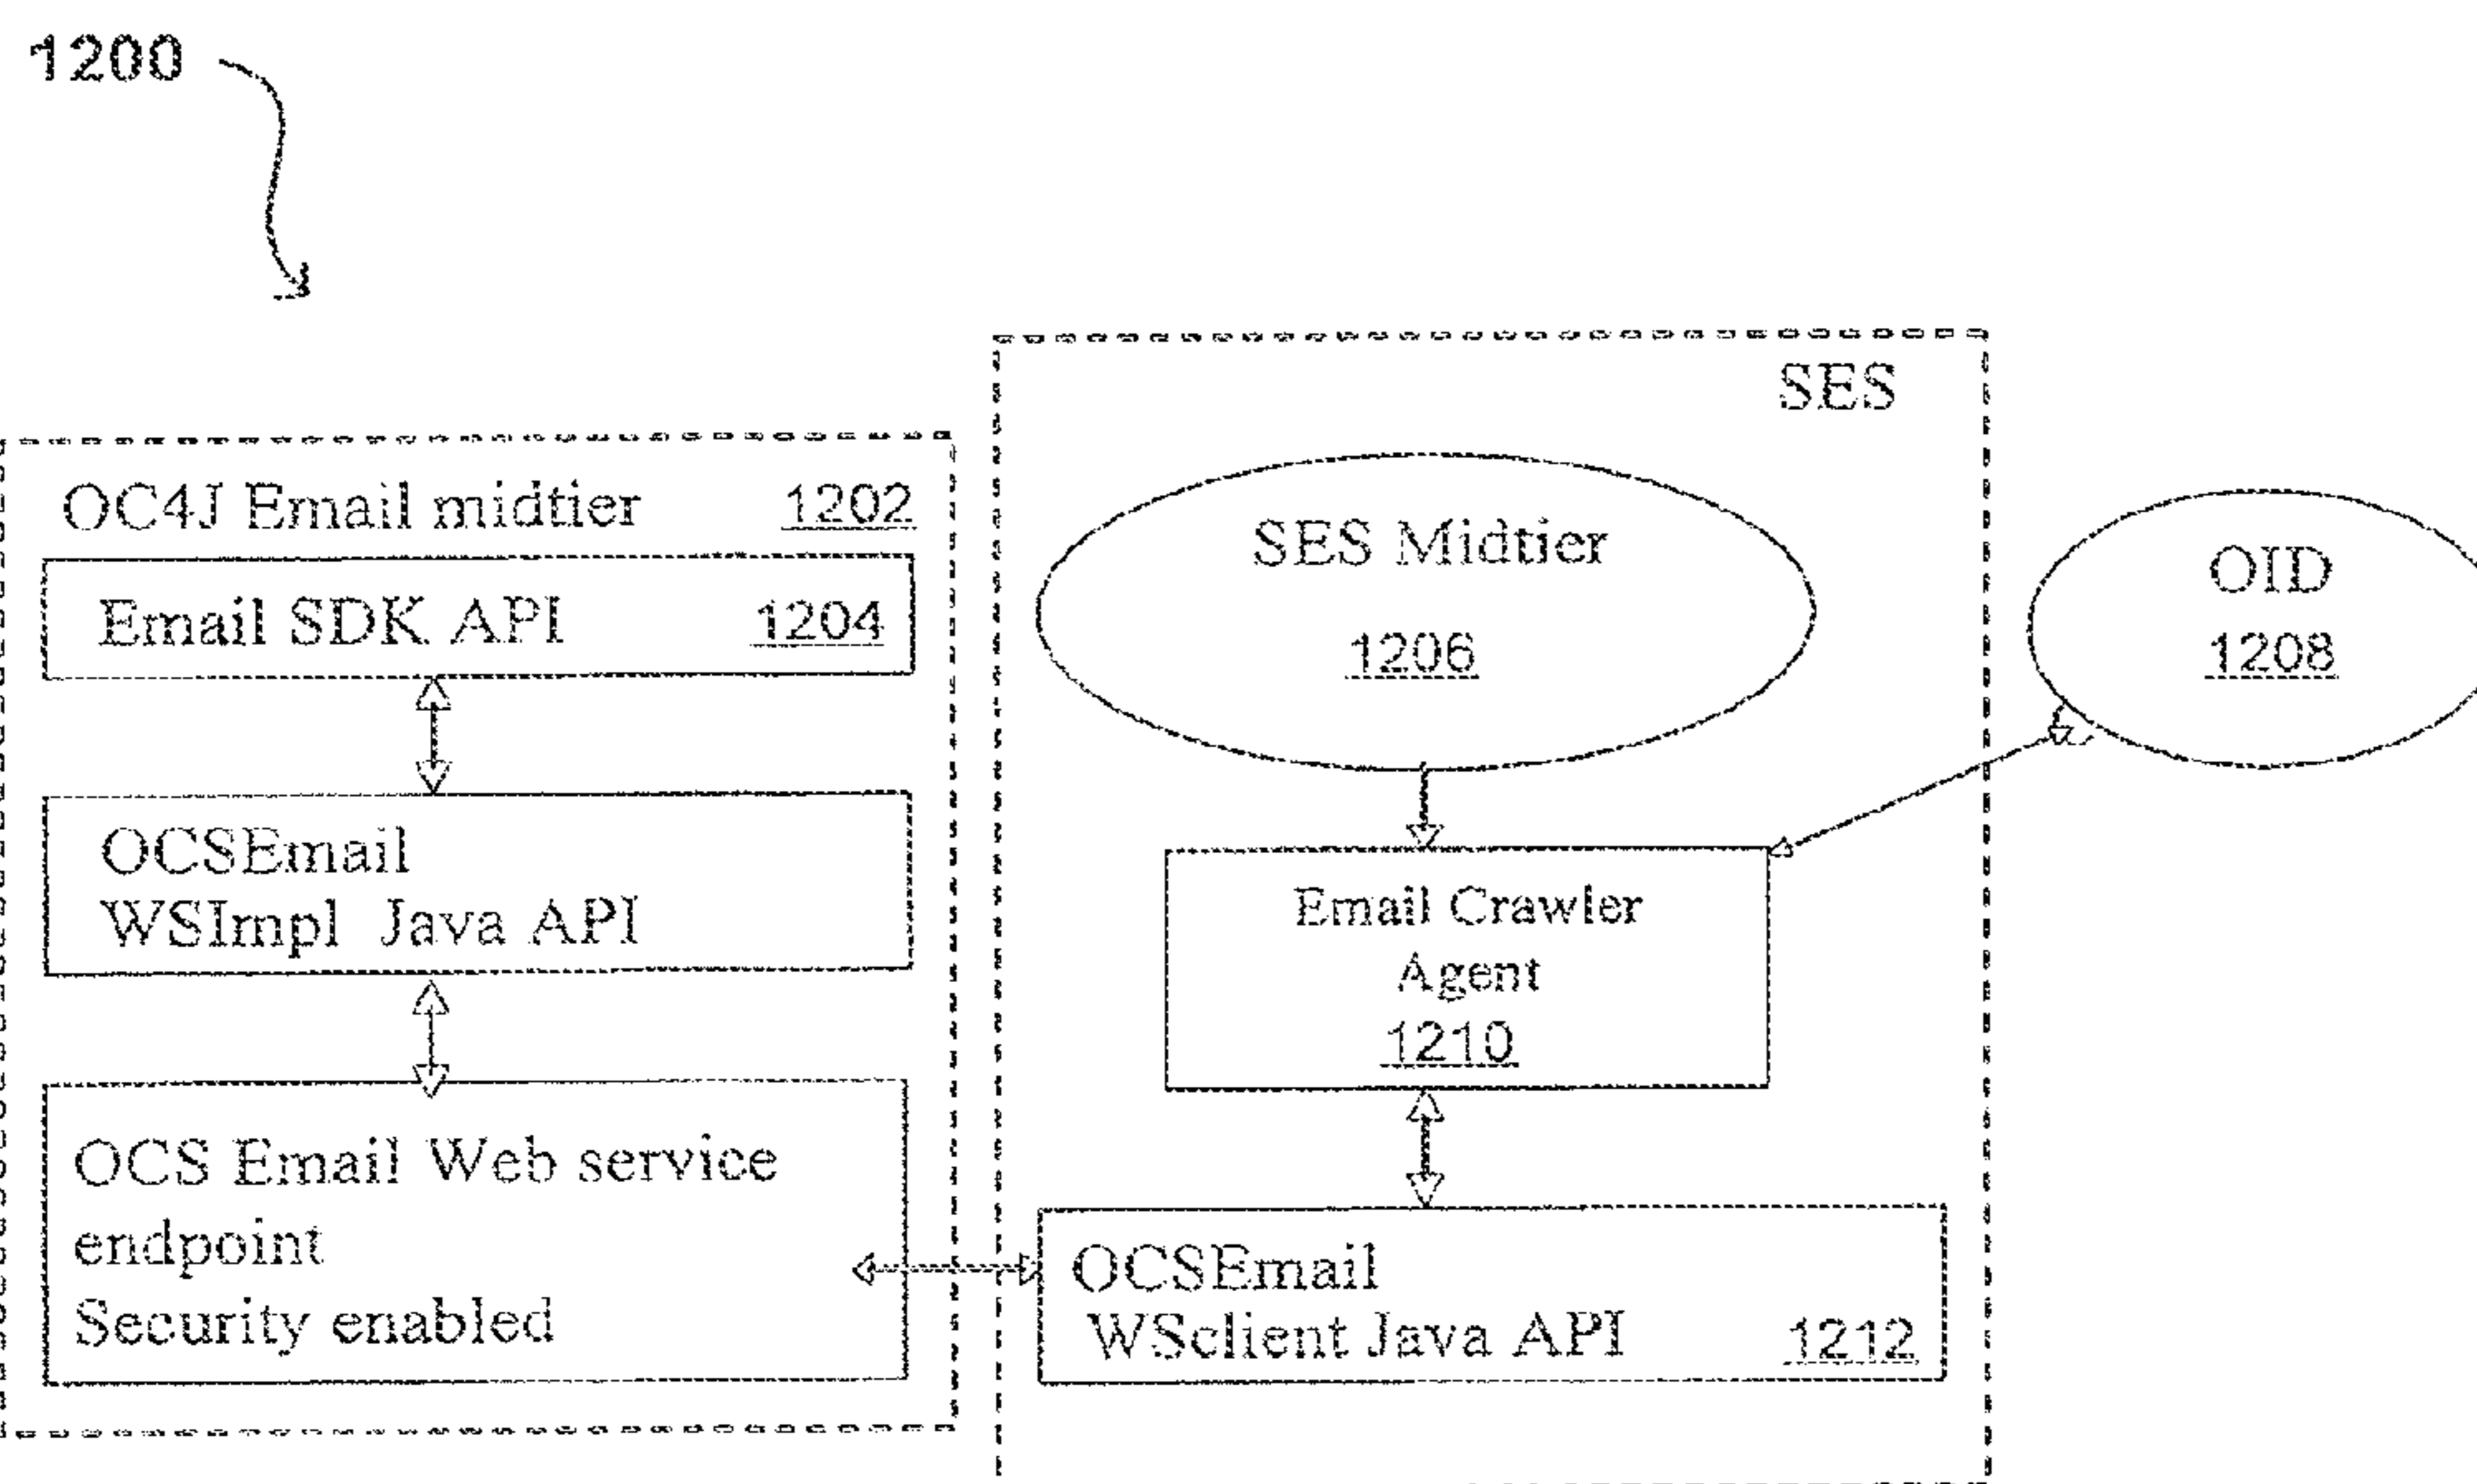 1200
SES
OC4J Email midtier 1202
Email SDK API 1204
OCSEmail
WSImpl Java API
OCS Email Web service
endpoint
Security enabled
SES Midtier
1206
OID
1208
Email Crawler
Agent
1210
OCSEmail
WSclient Java API 1212